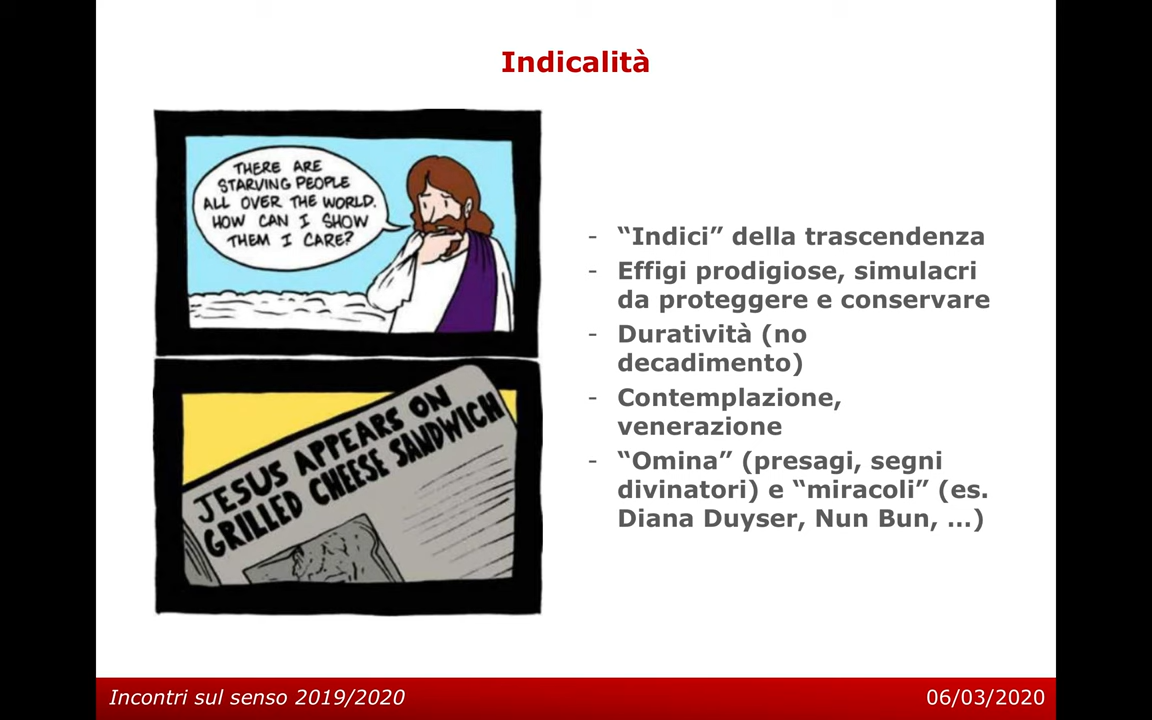 Indicalità
THERE ARE
STARVING PEOPLE
ALL OVER THE WORLD.
HOW CAN I SHOW
THEM I CARE?
JESUS APPEARS ON
GRILLED CHEESE SANDWICH
- “Indici” della trascendenza
- Effigi prodigiose, simulacri
da proteggere e conservare
- Duratività (no
decadimento)
- Contemplazione,
venerazione
- “Omina” (presagi, segni
divinatori) e “miracoli” (es.
Diana Duyser, Nun Bun, …)
Incontri sul senso 2019/2020
06/03/2020